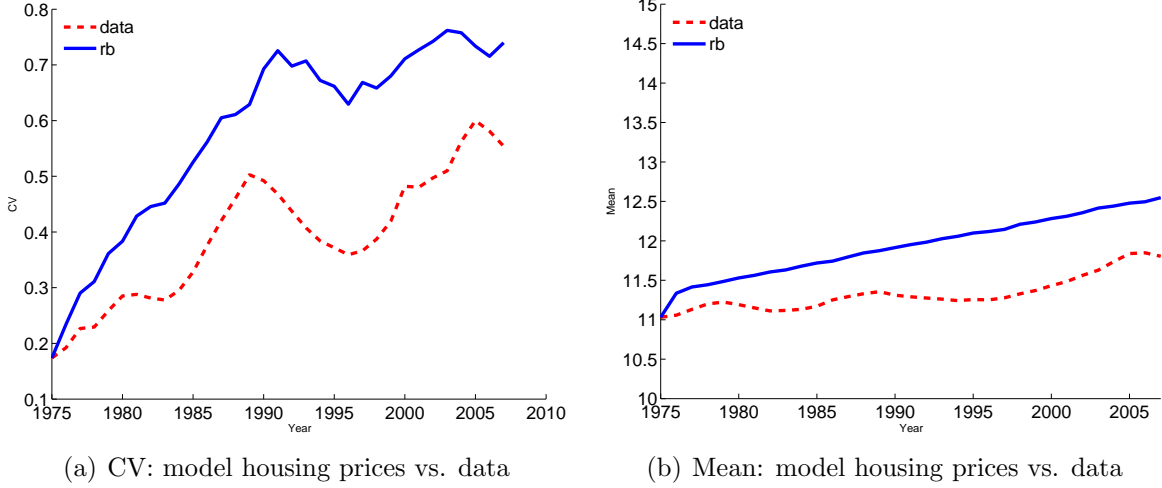 0.8
0.7
0.6
0.5
0.4
0.3
0.2
0.1
CV
data
rb
1975 1980 1985 1990 1995 2000 2005 2010
Year
(a) CV: model housing prices vs. data
15
14.5
14
13.5
13
12.5
12
11.5
11
10.5
10
Mean
data
rb
1975 1980 1985 1990 1995 2000 2005
Year
(b) Mean: model housing prices vs. data